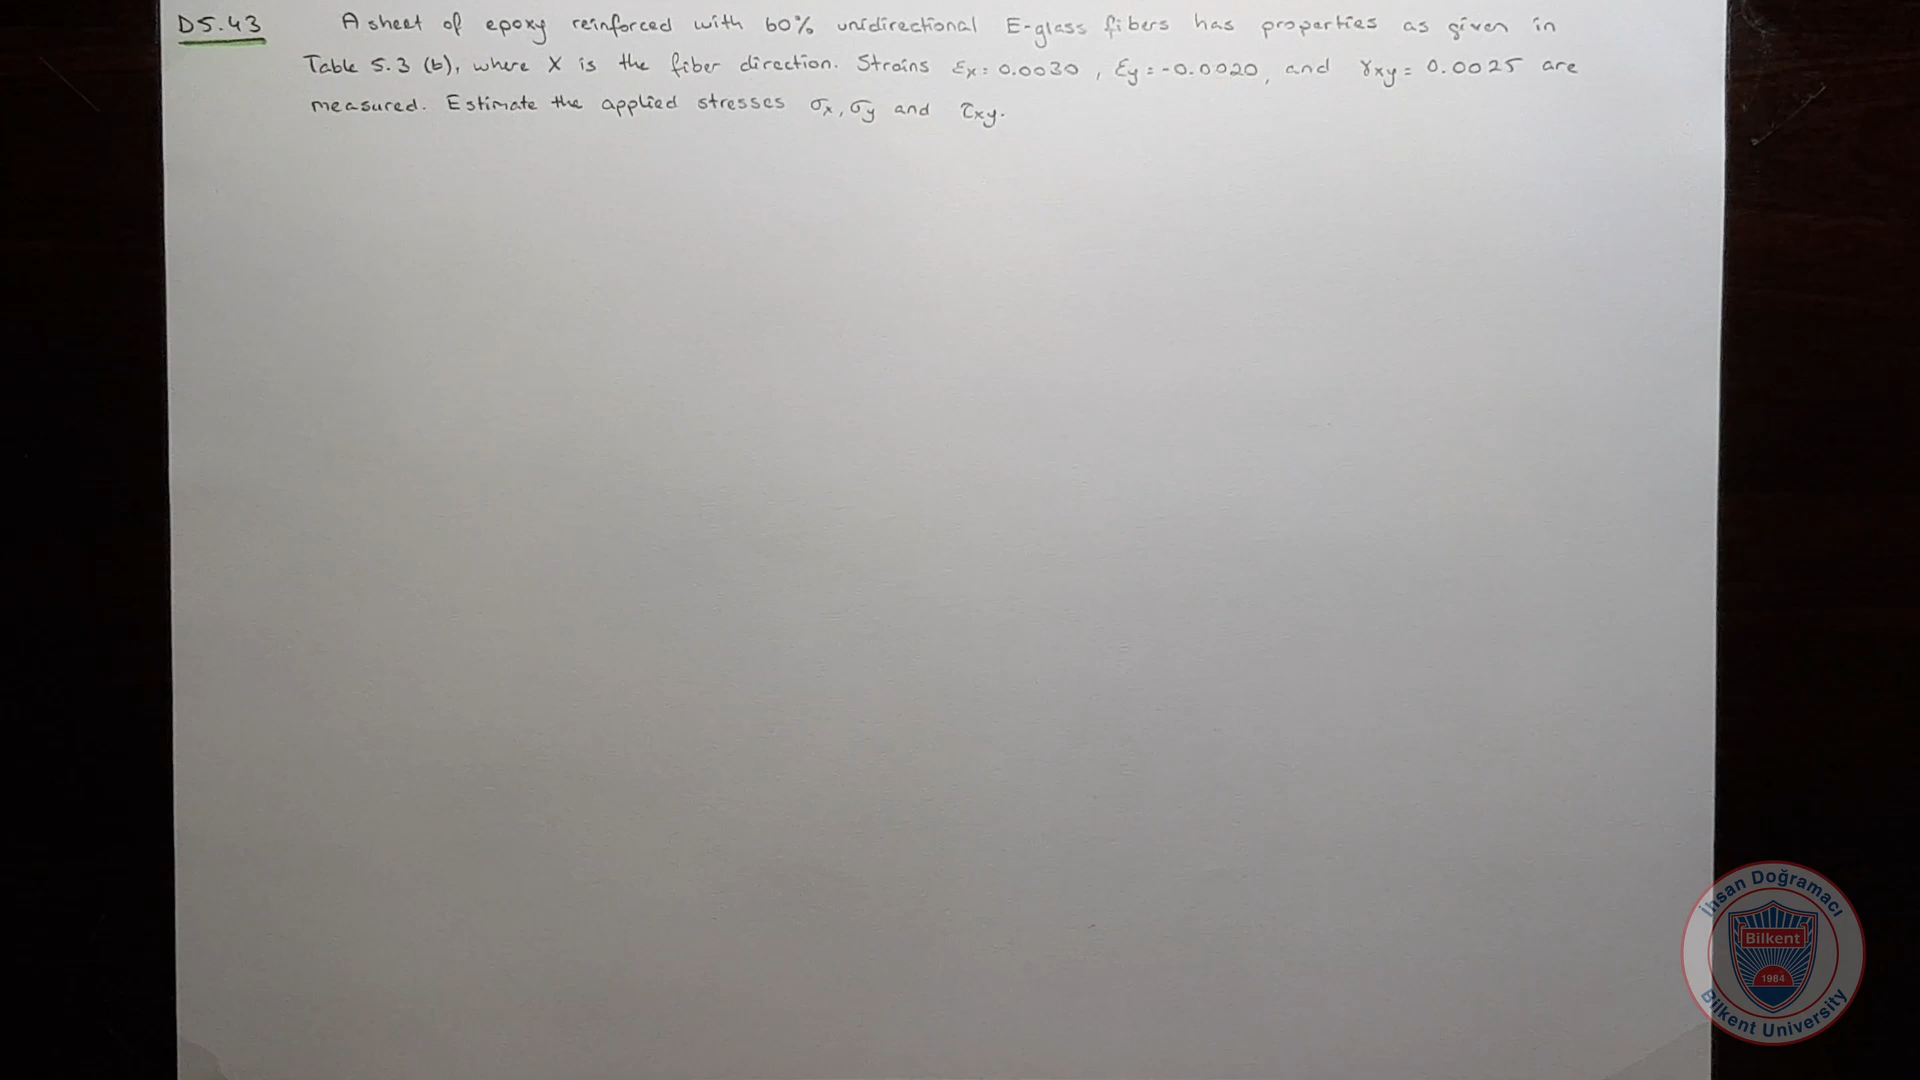 D5.43 A sheet of epoxy reinforced with 60% unidirectional E-glass fibers has properties as given in
Table 5.3 (b), where X is the fiber direction. Strains εx = 0.0030, εy = -0.0020, and γxy = 0.0025 are
measured. Estimate the applied stresses σx, σy and τxy.
İhsan Doğramacı
Bilkent
1984
Bilkent University